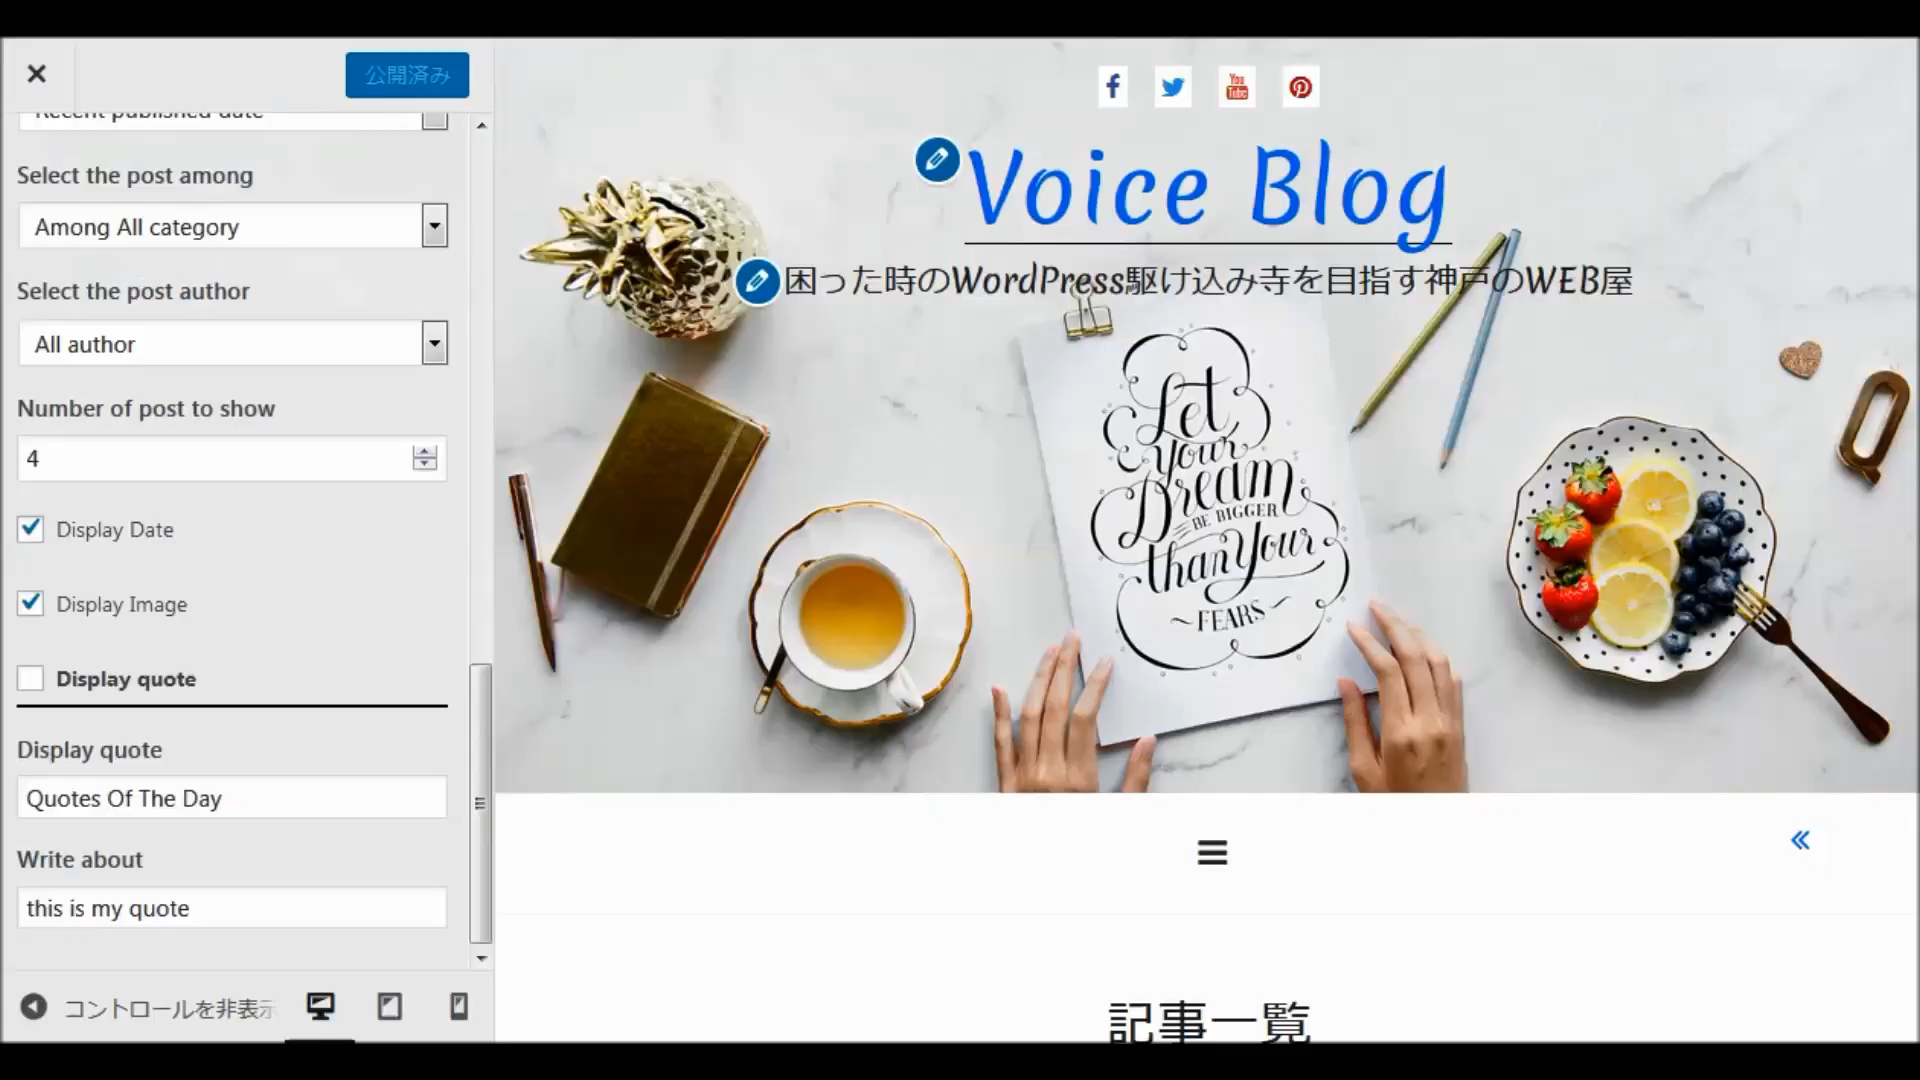 公開済み
Recent published date
Select the post among
Among All category
Select the post author
All author
Number of post to show
4
Display Date
Display Image
Display quote
Display quote
Quotes Of The Day
Write about
this is my quote
コントロールを非表示
You
Tube
Voice Blog
困った時のWordPress駆け込み寺を目指す神戸のWEB屋
Let
Your
Dream
BE BIGGER
than Your
~FEARS~
記事一覧